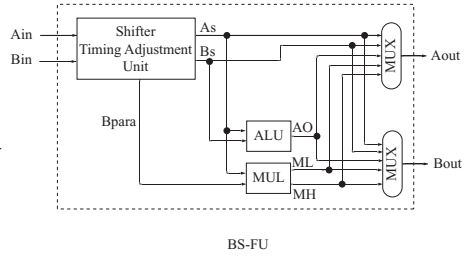 Ain
Bin
Shifter
Timing Adjustment
Unit
As
Bs
Bpara
ALU
AO
MUL
ML
MH
MUX
Aout
MUX
Bout
BS-FU